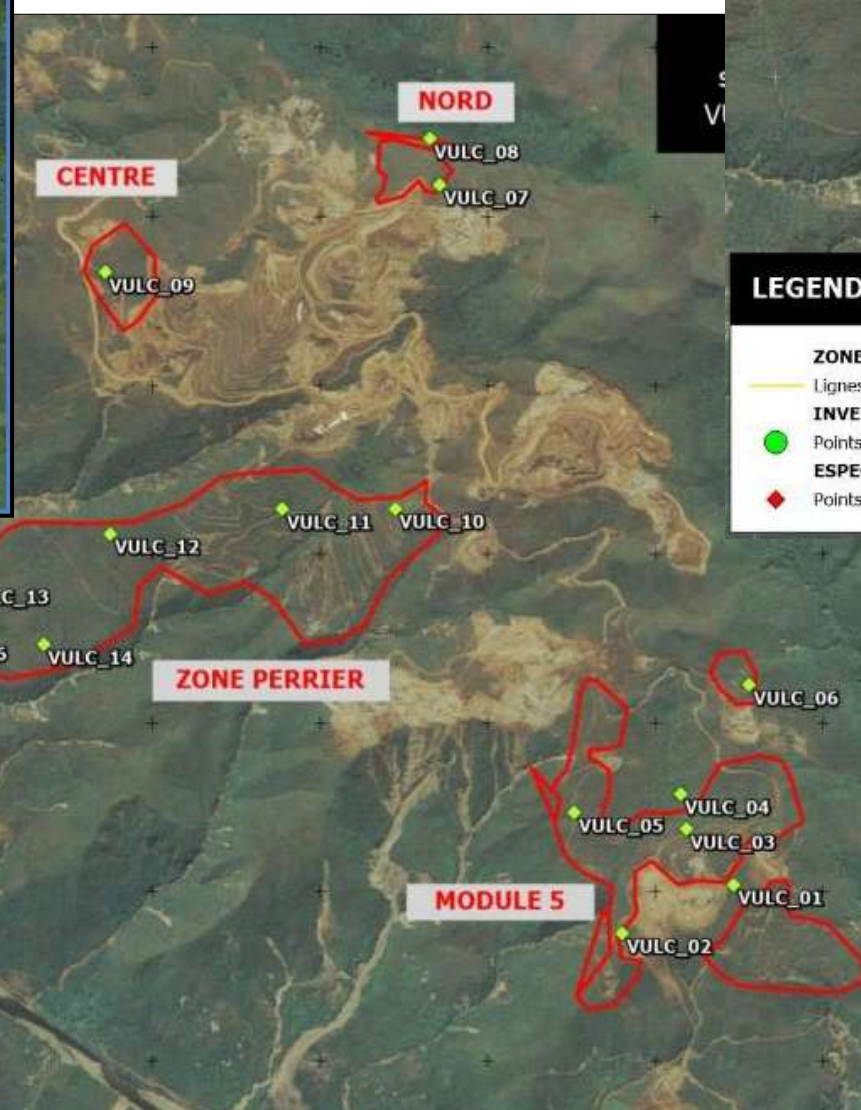 NORD
VULC_08
VULC_07
CENTRE
VULC_09
VULC_11
VULC_10
VULC_12
VULC_14
ZONE PERRIER
VULC_06
VULC_04
VULC_05
VULC_03
MODULE 5
VULC_01
VULC_02
LEGEND
ZONE
Lignes
INVE
Points
ESPE
Points
C_13